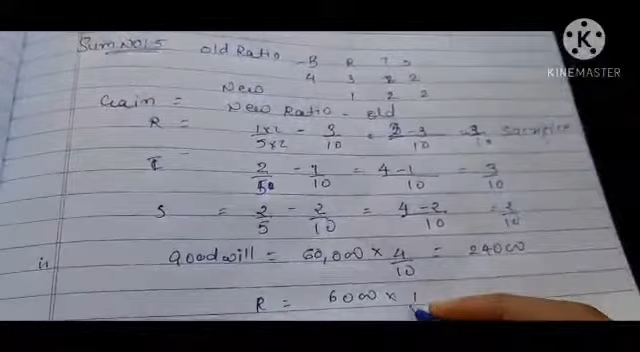 Sum No 5 Old Ratio - B R T S
4 3 2 2
New 1 2 2
Gain = New Ratio - old
R = 1x2/5x2 - 3/10 = 2-3/10 = 1/10 Sacrifice
T = 2/50 - 1/10 = 4-1/10 = 3/10
S = 2/5 - 2/10 = 4-2/10 = 2/10
ii goodwill = 60,000 × 4/10 = 24000
R = 6000 × 1
KINEMASTER